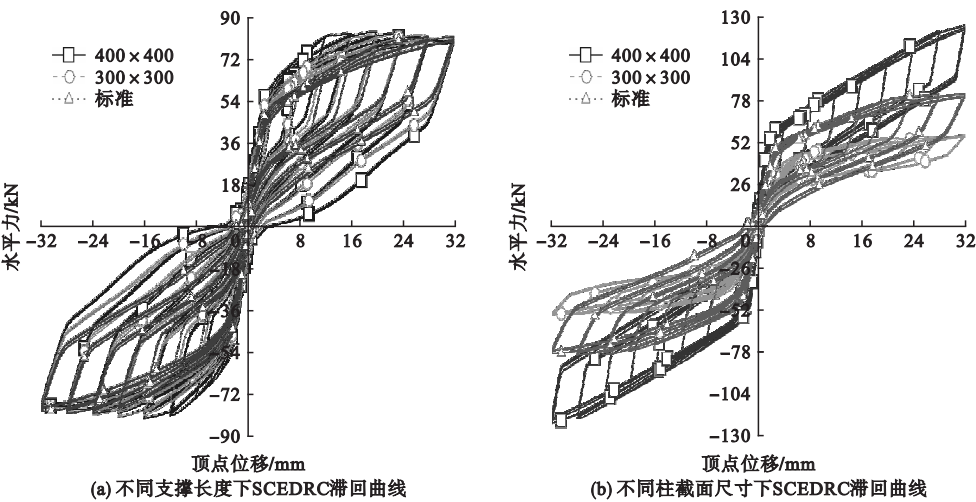 90
72
54
36
18
0
-18
-36
-54
-72
-90
-32 -24 -16 -8 0 8 16 24 32
水平力/kN
400×400
300×300
标准
顶点位移/mm
(a) 不同支撑长度下SCEDRC滞回曲线
130
104
78
52
26
0
-26
-52
-78
-104
-130
-32 -24 -16 -8 0 8 16 24 32
水平力/kN
400×400
300×300
标准
顶点位移/mm
(b) 不同柱截面尺寸下SCEDRC滞回曲线